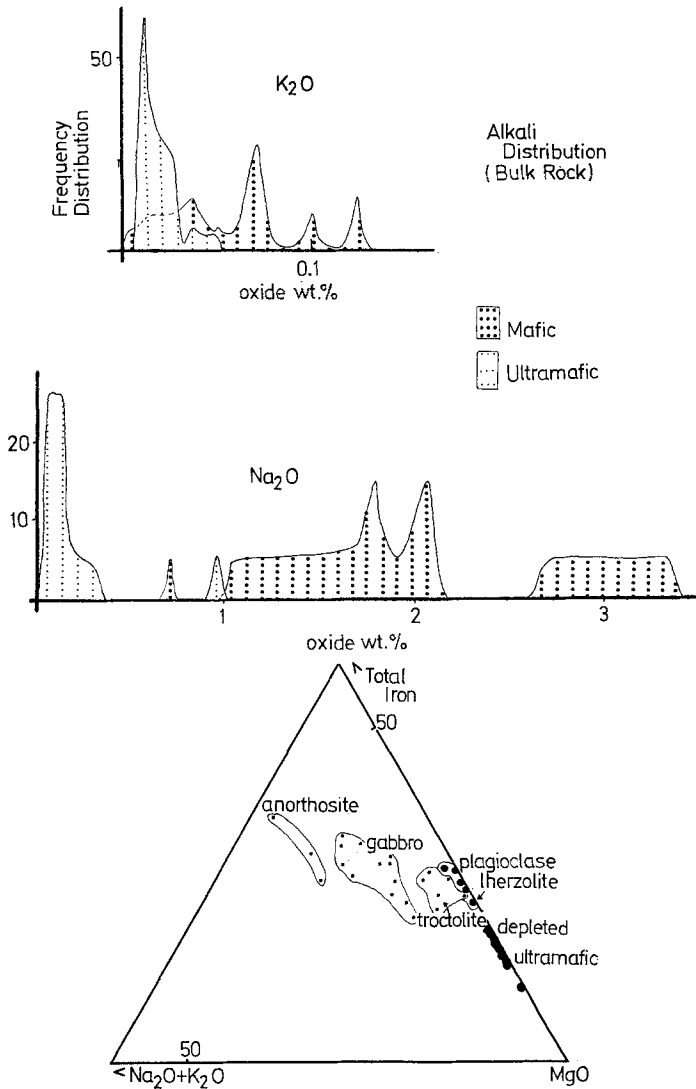 50
K₂O
Frequency
Distribution
Alkali
Distribution
(Bulk Rock)
0.1
oxide wt.%
Mafic
Ultramafic
20
10
Na₂O
1
2
3
oxide wt.%
Total
Iron
50
anorthosite
gabbro
plagioclase
lherzolite
troctolite
depleted
ultramafic
50
< Na₂O+K₂O
MgO